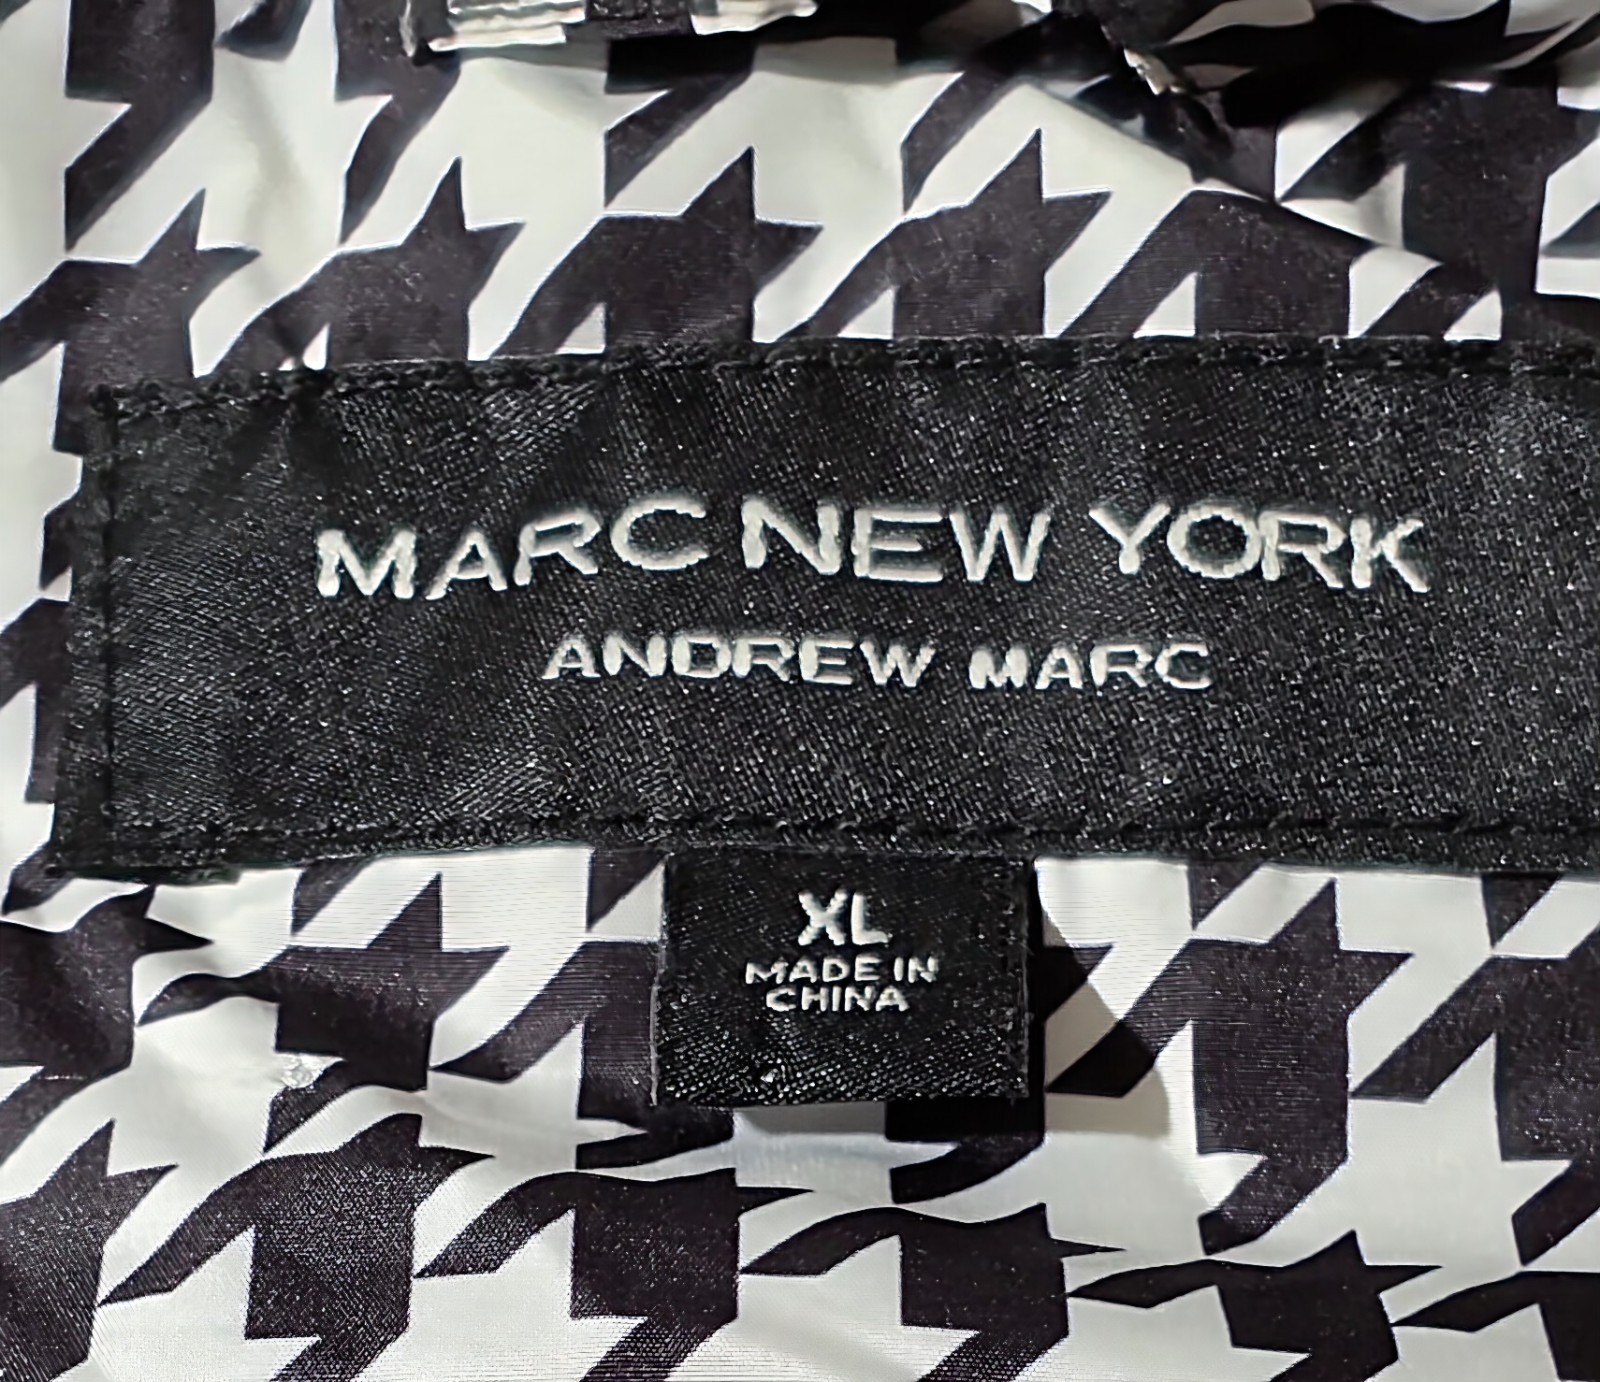 MARC NEW YORK
ANDREW MARC
XL
MADE IN
CHINA